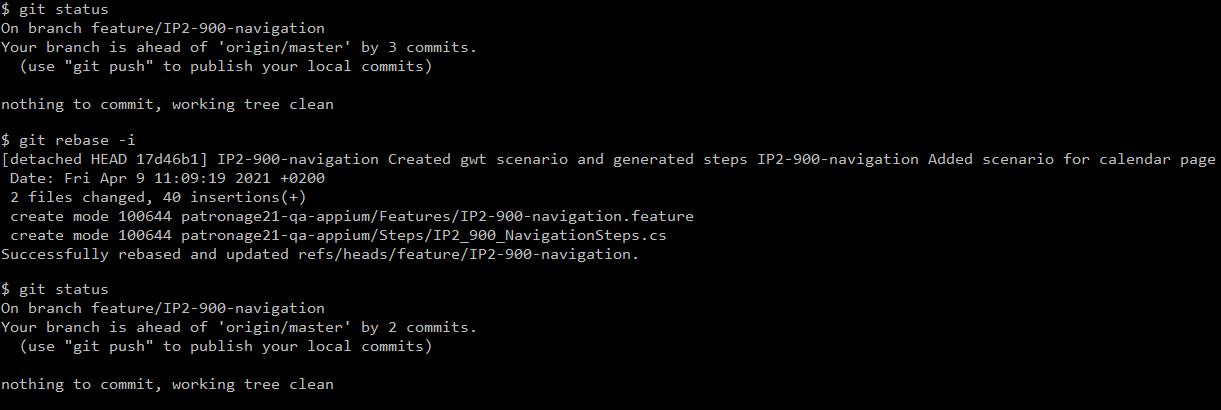 $ git status
On branch feature/IP2-900-navigation
Your branch is ahead of 'origin/master' by 3 commits.
  (use "git push" to publish your local commits)

nothing to commit, working tree clean

$ git rebase -i
[detached HEAD 17d46b1] IP2-900-navigation Created gwt scenario and generated steps IP2-900-navigation Added scenario for calendar page
 Date: Fri Apr 9 11:09:19 2021 +0200
 2 files changed, 40 insertions(+)
 create mode 100644 patronage21-qa-appium/Features/IP2-900-navigation.feature
 create mode 100644 patronage21-qa-appium/Steps/IP2_900_NavigationSteps.cs
Successfully rebased and updated refs/heads/feature/IP2-900-navigation.

$ git status
On branch feature/IP2-900-navigation
Your branch is ahead of 'origin/master' by 2 commits.
  (use "git push" to publish your local commits)

nothing to commit, working tree clean